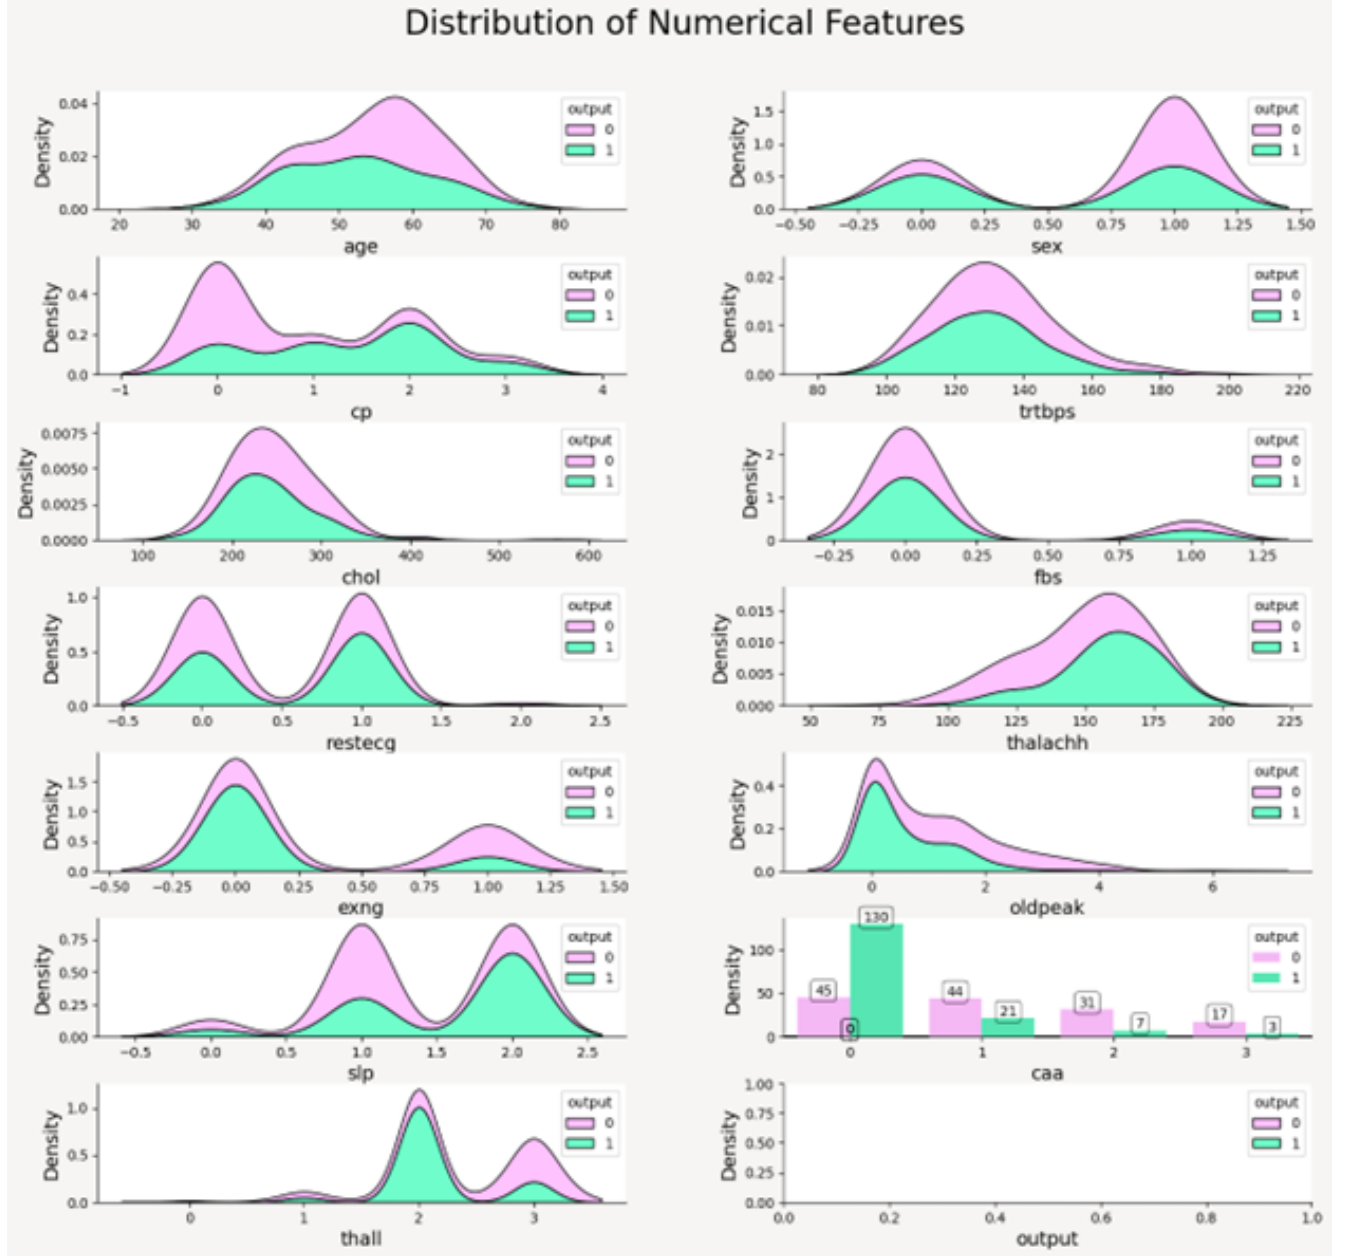 Distribution of Numerical Features
Density
0.04
0.02
0.00
output
0
1
20 30 40 50 60 70 80
age
Density
1.5
1.0
0.5
0.0
output
0
1
−0.50 −0.25 0.00 0.25 0.50 0.75 1.00 1.25 1.50
sex
Density
0.4
0.2
0.0
output
0
1
−1 0 1 2 3 4
cp
Density
0.02
0.01
0.00
output
0
1
80 100 120 140 160 180 200 220
trtbps
Density
0.0075
0.0050
0.0025
0.0000
output
0
1
100 200 300 400 500 600
chol
Density
2
1
0
output
0
1
−0.25 0.00 0.25 0.50 0.75 1.00 1.25
fbs
Density
1.0
0.5
0.0
output
0
1
−0.5 0.0 0.5 1.0 1.5 2.0 2.5
restecg
Density
0.015
0.010
0.005
0.000
output
0
1
50 75 100 125 150 175 200 225
thalachh
Density
1.5
1.0
0.5
0.0
output
0
1
−0.50 −0.25 0.00 0.25 0.50 0.75 1.00 1.25 1.50
exng
Density
0.4
0.2
0.0
output
0
1
0 2 4 6
oldpeak
Density
0.75
0.50
0.25
0.00
output
0
1
−0.5 0.0 0.5 1.0 1.5 2.0 2.5
slp
Density
100
50
0
130
45
0
44
21
31
7
17
3
output
0
1
0 1 2 3
caa
Density
1.0
0.5
0.0
output
0
1
0 1 2 3
thall
Density
1.00
0.75
0.50
0.25
0.00
output
0
1
0.0 0.2 0.4 0.6 0.8 1.0
output